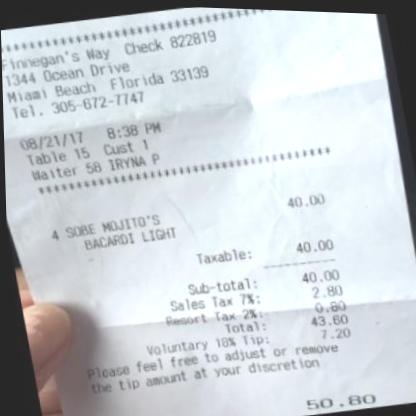 ********************************
Finnegan's Way Check 822819
1344 Ocean Drive
Miami Beach Florida 33139
Tel. 305-672-7747
08/21/17 8:38 PM
Table 15 Cust 1
Waiter 58 IRYNA P
********************************
40.00
4 SOBE MOJITO'S
BACARDI LIGHT
Taxable: 40.00
----------
Sub-total: 40.00
Sales Tax 7%: 2.80
Resort Tax 2%: 0.80
Total: 43.60
Voluntary 18% Tip: 7.20
Please feel free to adjust or remove
the tip amount at your discretion
50.80